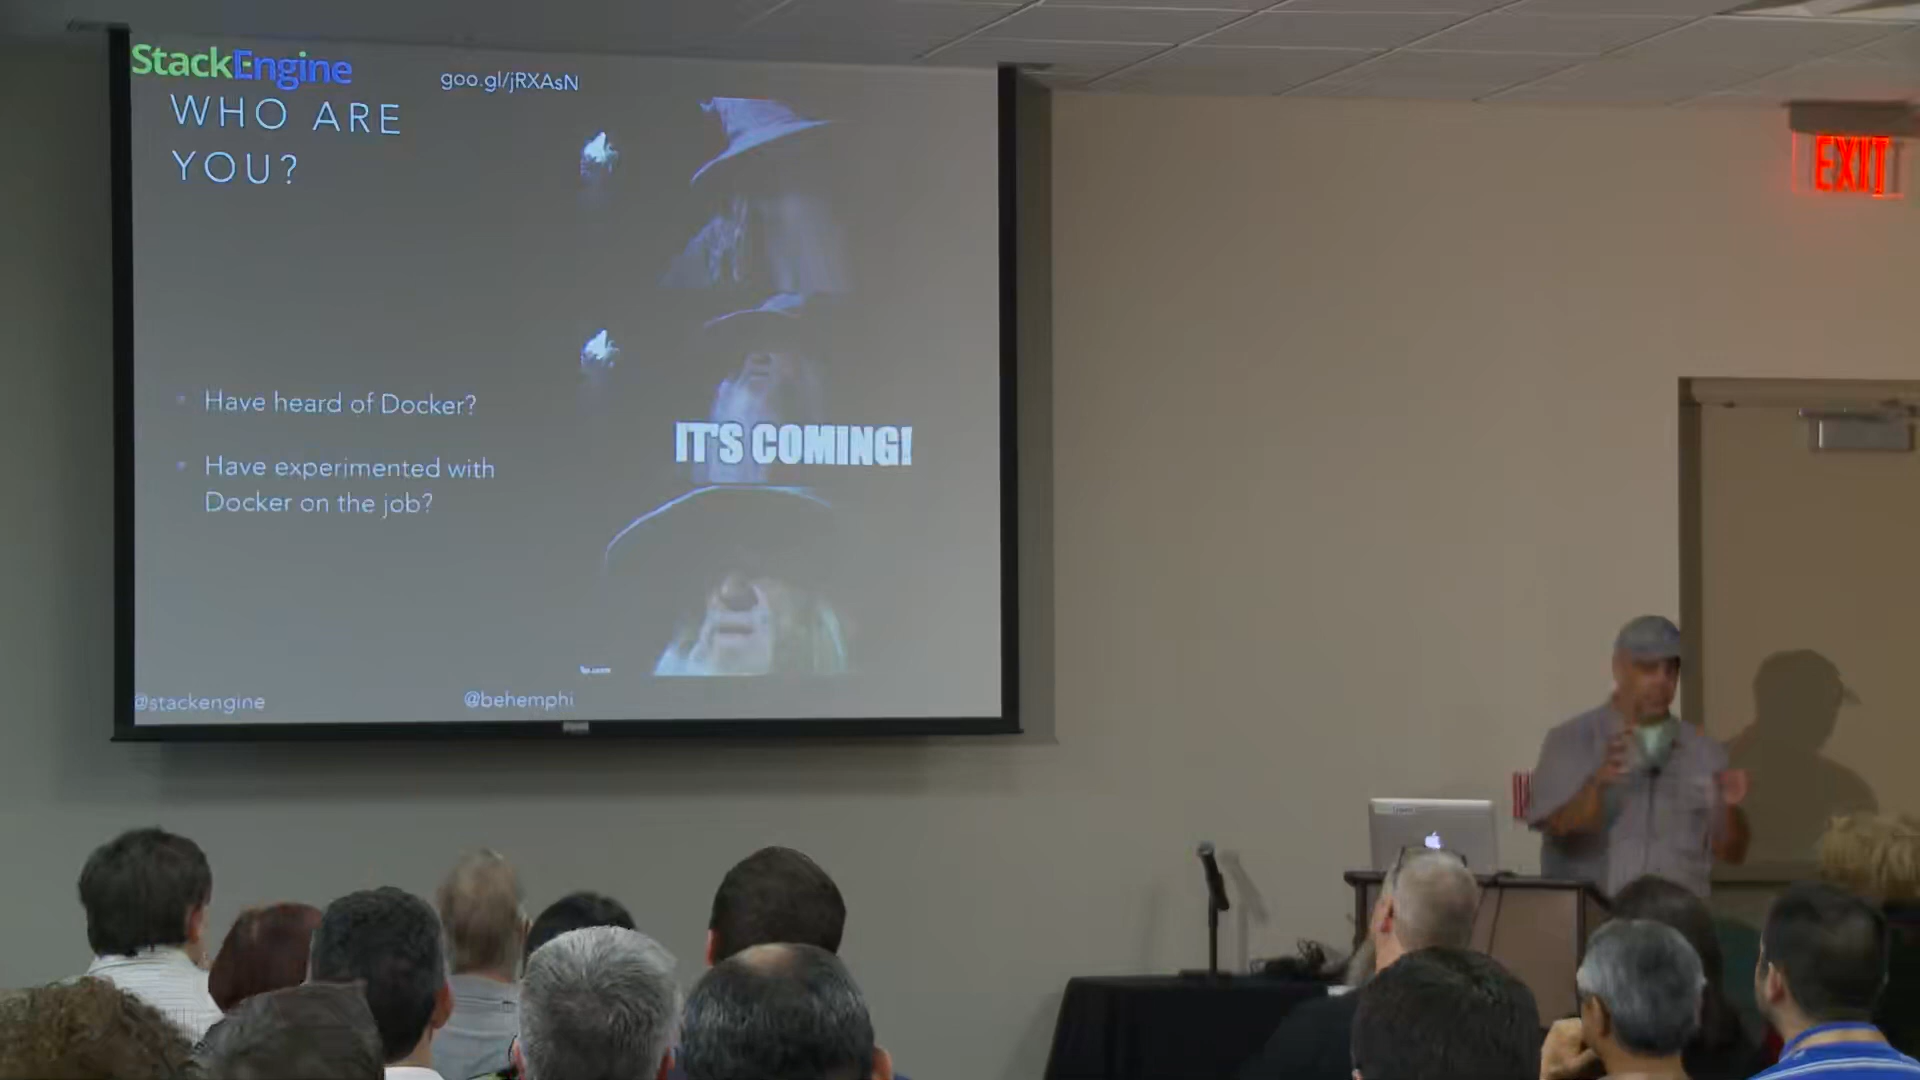 StackEngine
goo.gl/jRXAsN
WHO ARE
YOU?
Have heard of Docker?
Have experimented with
Docker on the job?
IT'S COMING!
@stackengine
@behemphi
EXIT